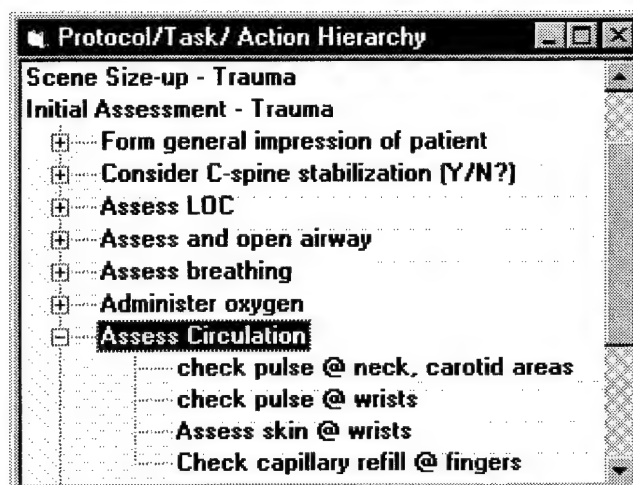 Protocol/Task/ Action Hierarchy
Scene Size-up - Trauma
Initial Assessment - Trauma
Form general impression of patient
Consider C-spine stabilization (Y/N?)
Assess LOC
Assess and open airway
Assess breathing
Administer oxygen
Assess Circulation
check pulse @ neck, carotid areas
check pulse @ wrists
Assess skin @ wrists
Check capillary refill @ fingers